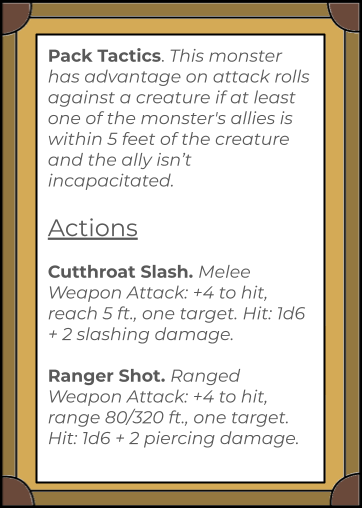 Pack Tactics. This monster
has advantage on attack rolls
against a creature if at least
one of the monster's allies is
within 5 feet of the creature
and the ally isn’t
incapacitated.
Actions
Cutthroat Slash. Melee
Weapon Attack: +4 to hit,
reach 5 ft., one target. Hit: 1d6
+ 2 slashing damage.
Ranger Shot. Ranged
Weapon Attack: +4 to hit,
range 80/320 ft., one target.
Hit: 1d6 + 2 piercing damage.